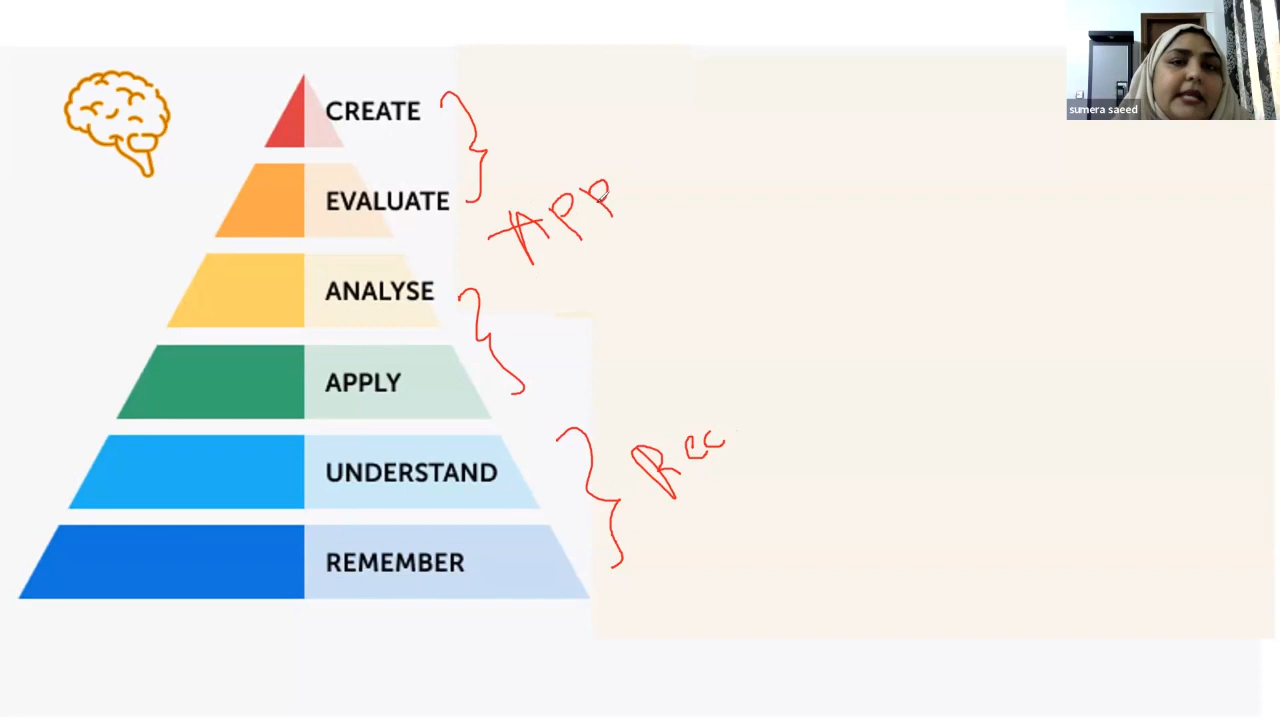 sumera saeed
CREATE
EVALUATE
APP
ANALYSE
APPLY
Rec
UNDERSTAND
REMEMBER